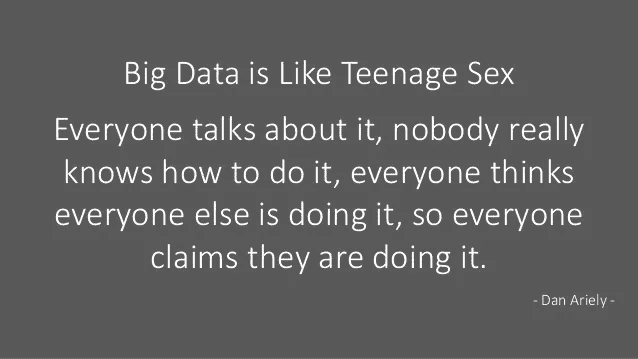 Big Data is Like Teenage Sex
Everyone talks about it, nobody really
knows how to do it, everyone thinks
everyone else is doing it, so everyone
claims they are doing it.
- Dan Ariely -